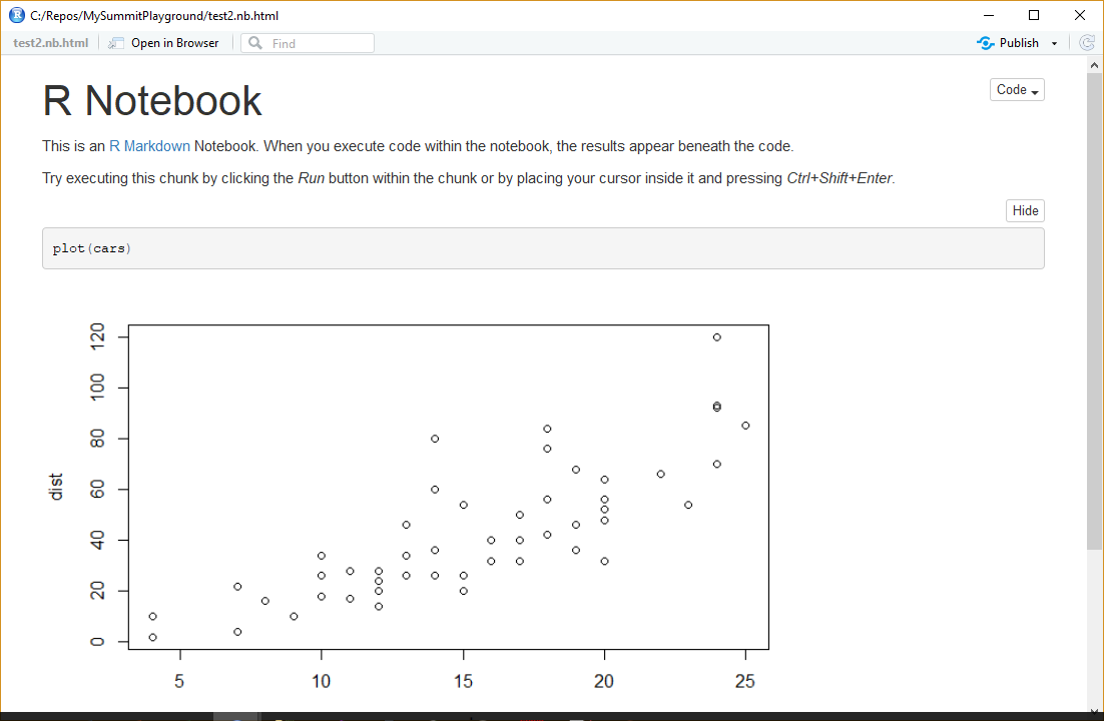 C:/Repos/MySummitPlayground/test2.nb.html
test2.nb.html Open in Browser Find Publish
R Notebook
Code
This is an R Markdown Notebook. When you execute code within the notebook, the results appear beneath the code.
Try executing this chunk by clicking the Run button within the chunk or by placing your cursor inside it and pressing Ctrl+Shift+Enter.
Hide
plot(cars)
120
100
80
60
40
20
0
dist
5 10 15 20 25